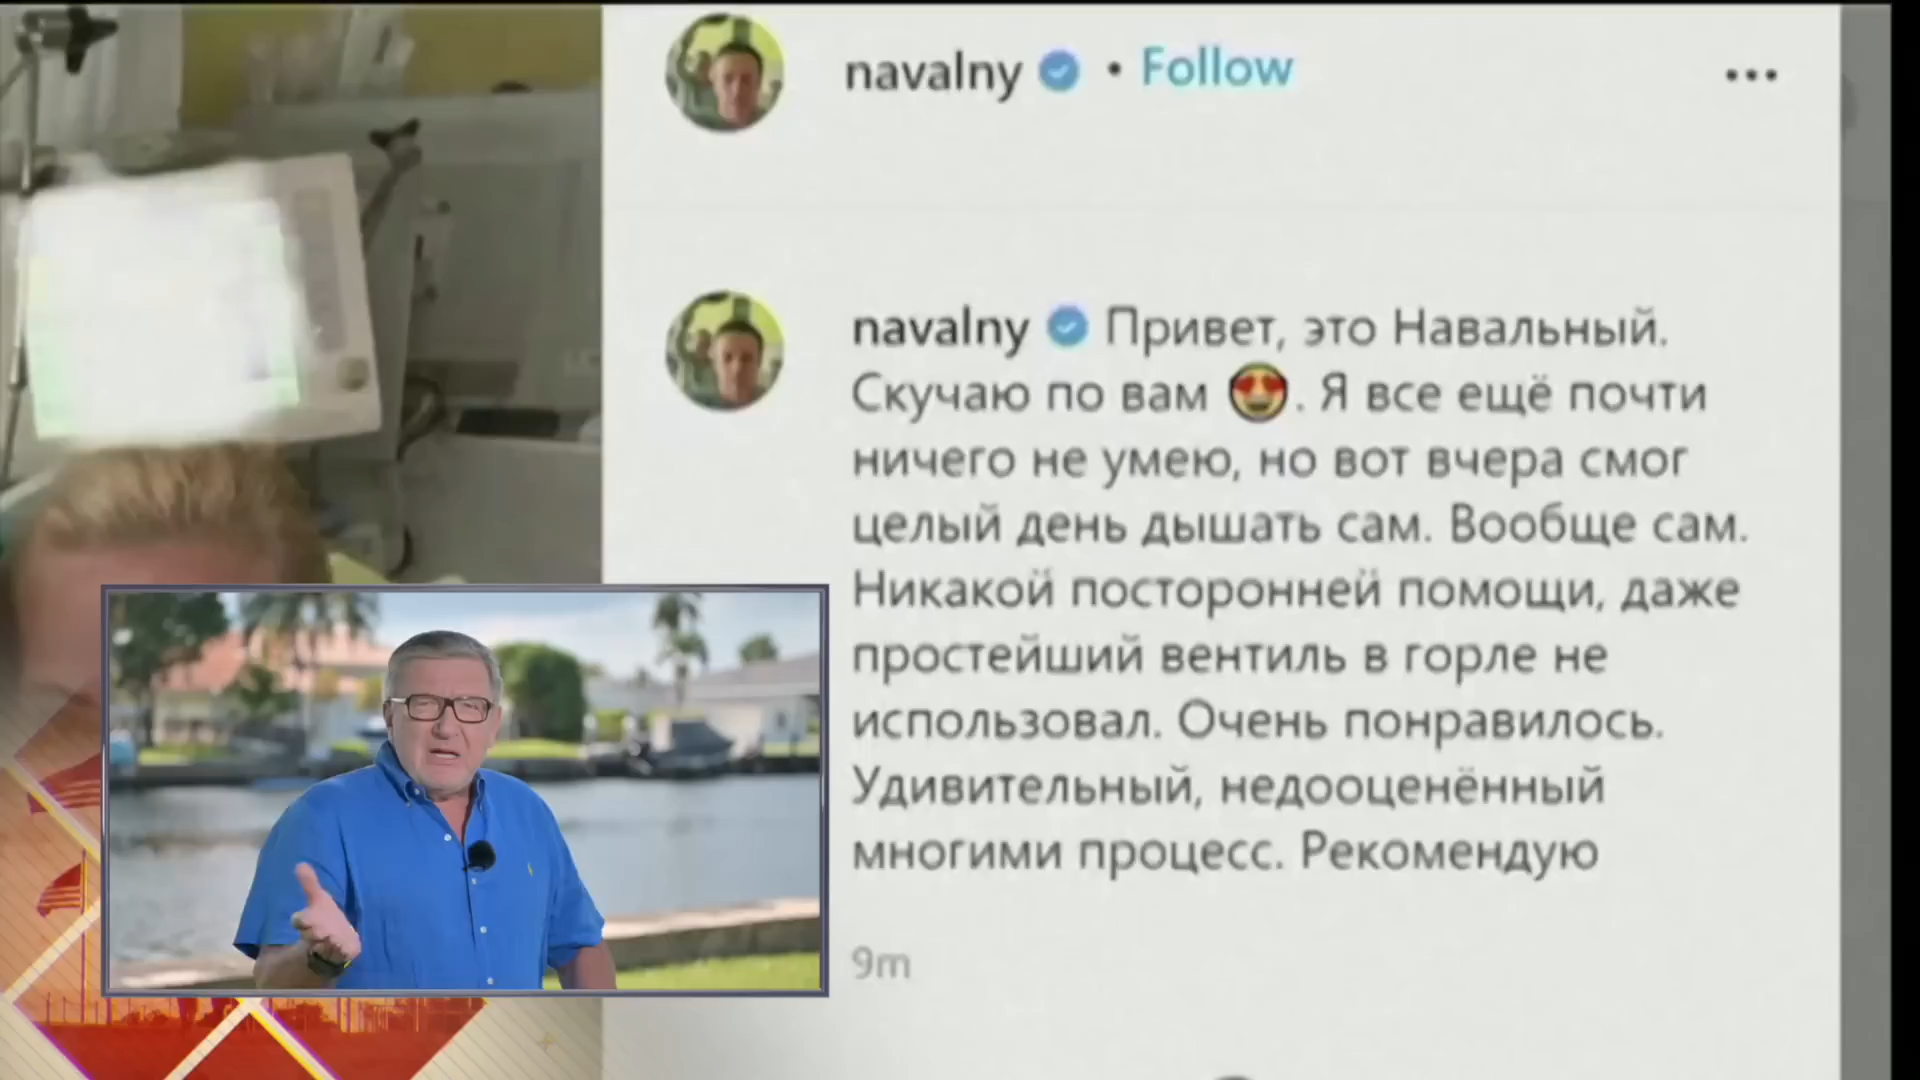 navalny • Follow
navalny Привет, это Навальный.
Скучаю по вам 😍. Я все ещё почти
ничего не умею, но вот вчера смог
целый день дышать сам. Вообще сам.
Никакой посторонней помощи, даже
простейший вентиль в горле не
использовал. Очень понравилось.
Удивительный, недооценённый
многими процесс. Рекомендую
9m